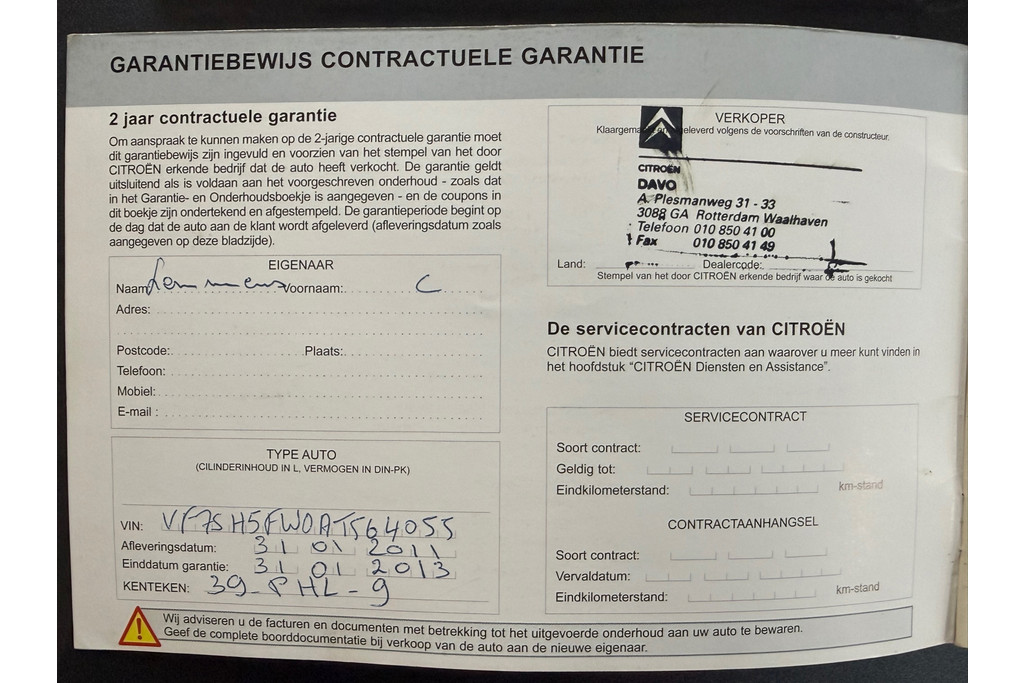 GARANTIEBEWIJS CONTRACTUELE GARANTIE
2 jaar contractuele garantie
Om aanspraak te kunnen maken op de 2-jarige contractuele garantie moet
dit garantiebewijs zijn ingevuld en voorzien van het stempel van het door
CITROËN erkende bedrijf dat de auto heeft verkocht. De garantie geldt
uitsluitend als is voldaan aan het voorgeschreven onderhoud - zoals dat
in het Garantie- en Onderhoudsboekje is aangegeven - en de coupons in
dit boekje zijn ondertekend en afgestempeld. De garantieperiode begint op
de dag dat de auto aan de klant wordt afgeleverd (afleveringsdatum zoals
aangegeven op deze bladzijde).
EIGENAAR
Naam Lemmens Voornaam: C
Adres:
Postcode: Plaats:
Telefoon:
Mobiel:
E-mail :
TYPE AUTO
(CILINDERINHOUD IN L, VERMOGEN IN DIN-PK)
VIN: VF7SH5FW0AT564055
Afleveringsdatum: 31 01 2011
Einddatum garantie: 31 01 2013
KENTEKEN: 39-PHL-9
VERKOPER
Klaargemaakt en geleverd volgens de voorschriften van de constructeur.
CITROËN
DAVO
A. Plesmanweg 31 - 33
3088 GA Rotterdam Waalhaven
Telefoon 010 850 41 00
Fax 010 850 41 49
Land: Dealercode:
Stempel van het door CITROËN erkende bedrijf waar de auto is gekocht
De servicecontracten van CITROËN
CITROËN biedt servicecontracten aan waarover u meer kunt vinden in
het hoofdstuk "CITROËN Diensten en Assistance".
SERVICECONTRACT
Soort contract:
Geldig tot:
Eindkilometerstand: km-stand
CONTRACTAANHANGSEL
Soort contract:
Vervaldatum:
Eindkilometerstand: km-stand
Wij adviseren u de facturen en documenten met betrekking tot het uitgevoerde onderhoud aan uw auto te bewaren.
Geef de complete boorddocumentatie bij verkoop van de auto aan de nieuwe eigenaar.